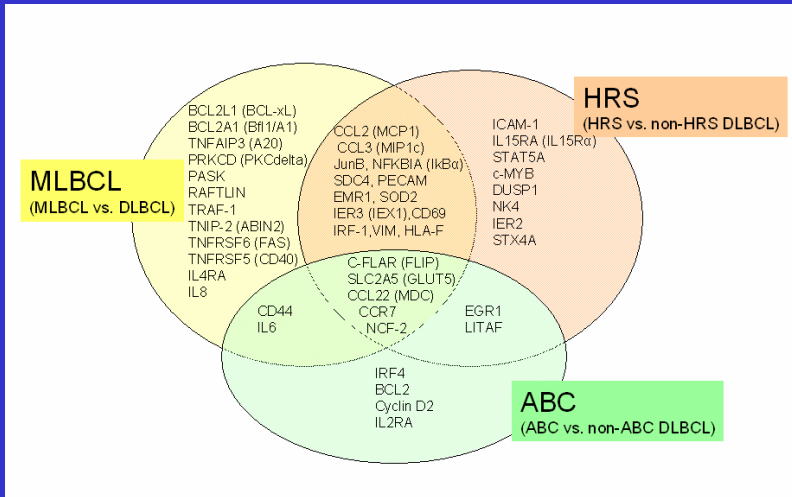 BCL2L1 (BCL-xL)
BCL2A1 (Bfl1/A1)
TNFAIP3 (A20)
PRKCD (PKCdelta)
PASK
RAFTLIN
TRAF-1
TNIP-2 (ABIN2)
TNFRSF6 (FAS)
TNFRSF5 (CD40)
IL4RA
IL8
MLBCL
(MLBCL vs. DLBCL)
CCL2 (MCP1)
CCL3 (MIP1c)
JunB, NFKBIA (IkBα)
SDC4, PECAM
EMR1, SOD2
IER3 (IEX1),CD69
IRF-1,VIM, HLA-F
HRS
(HRS vs. non-HRS DLBCL)
ICAM-1
IL15RA (IL15Rα)
STAT5A
c-MYB
DUSP1
NK4
IER2
STX4A
C-FLAR (FLIP)
SLC2A5 (GLUT5)
CCL22 (MDC)
CCR7
NCF-2
CD44
IL6
EGR1
LITAF
IRF4
BCL2
Cyclin D2
IL2RA
ABC
(ABC vs. non-ABC DLBCL)